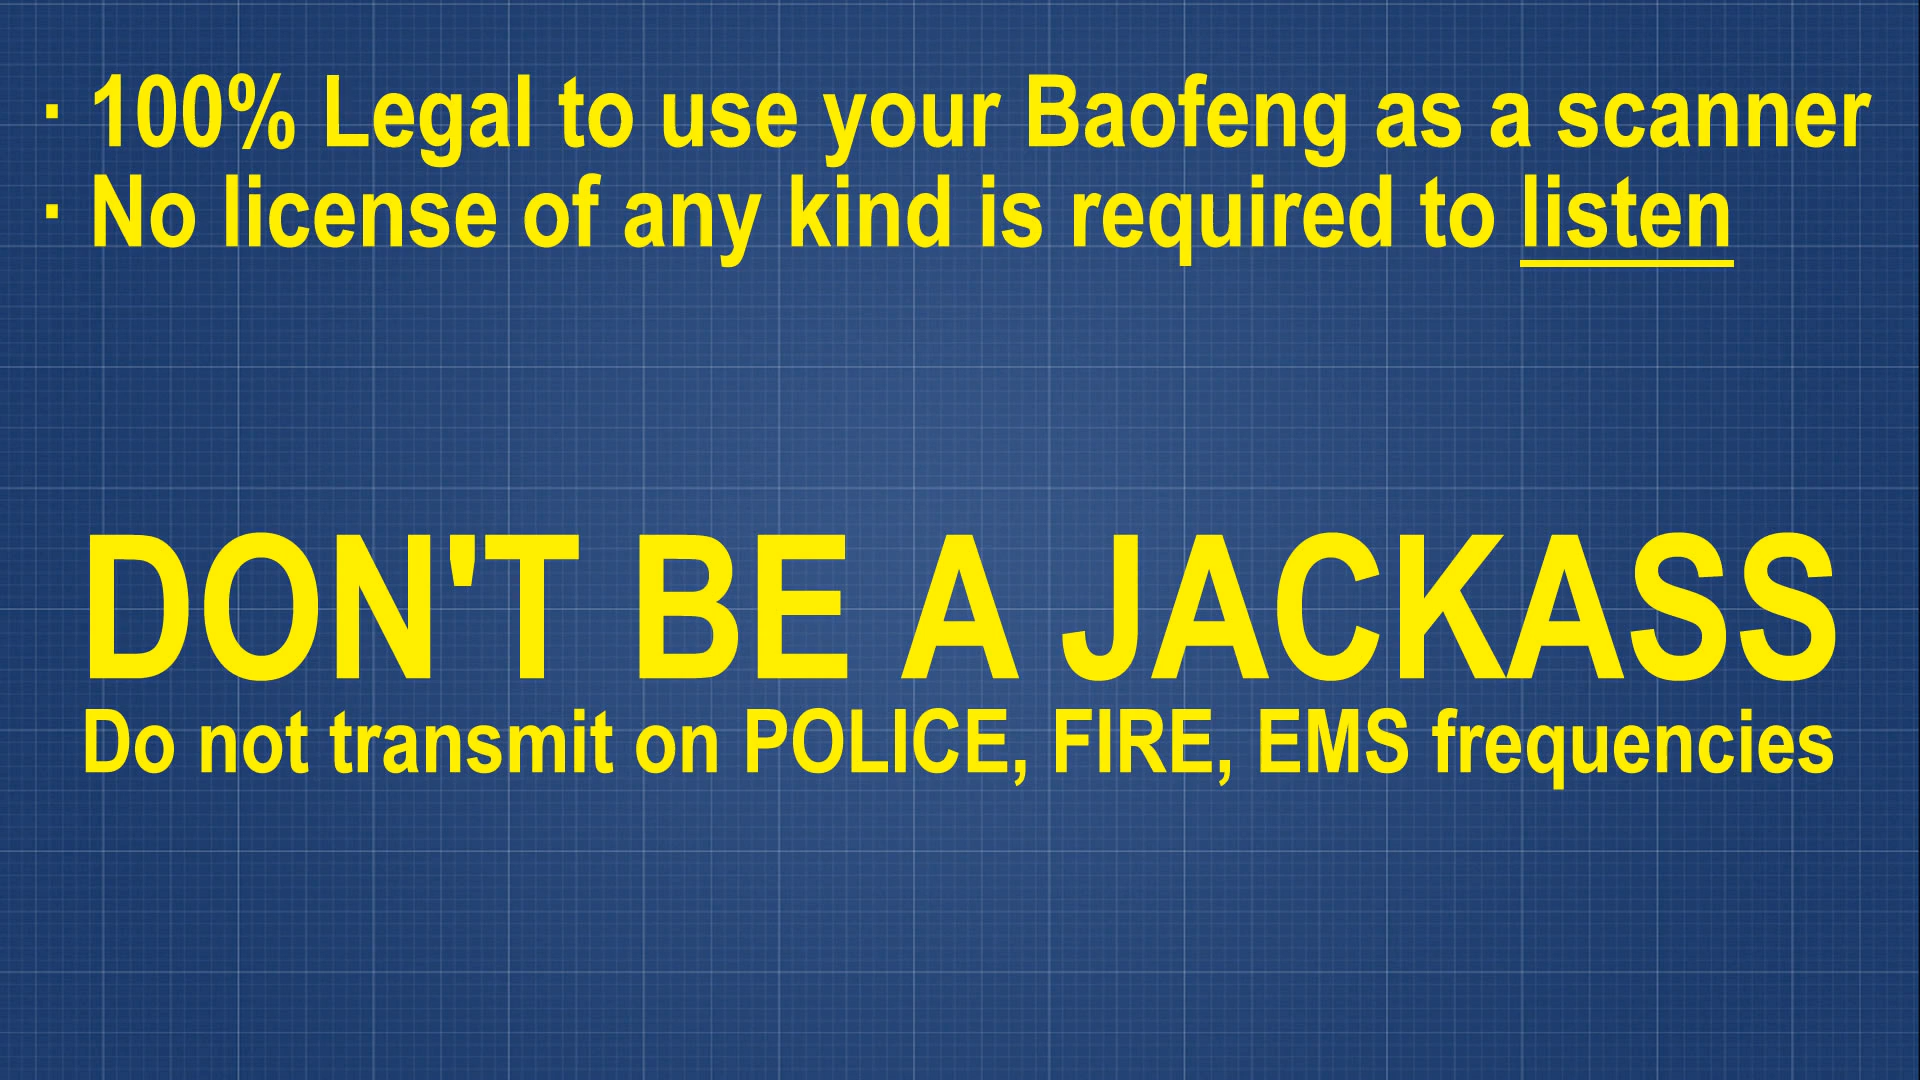 · 100% Legal to use your Baofeng as a scanner
· No license of any kind is required to listen
DON'T BE A JACKASS
Do not transmit on POLICE, FIRE, EMS frequencies